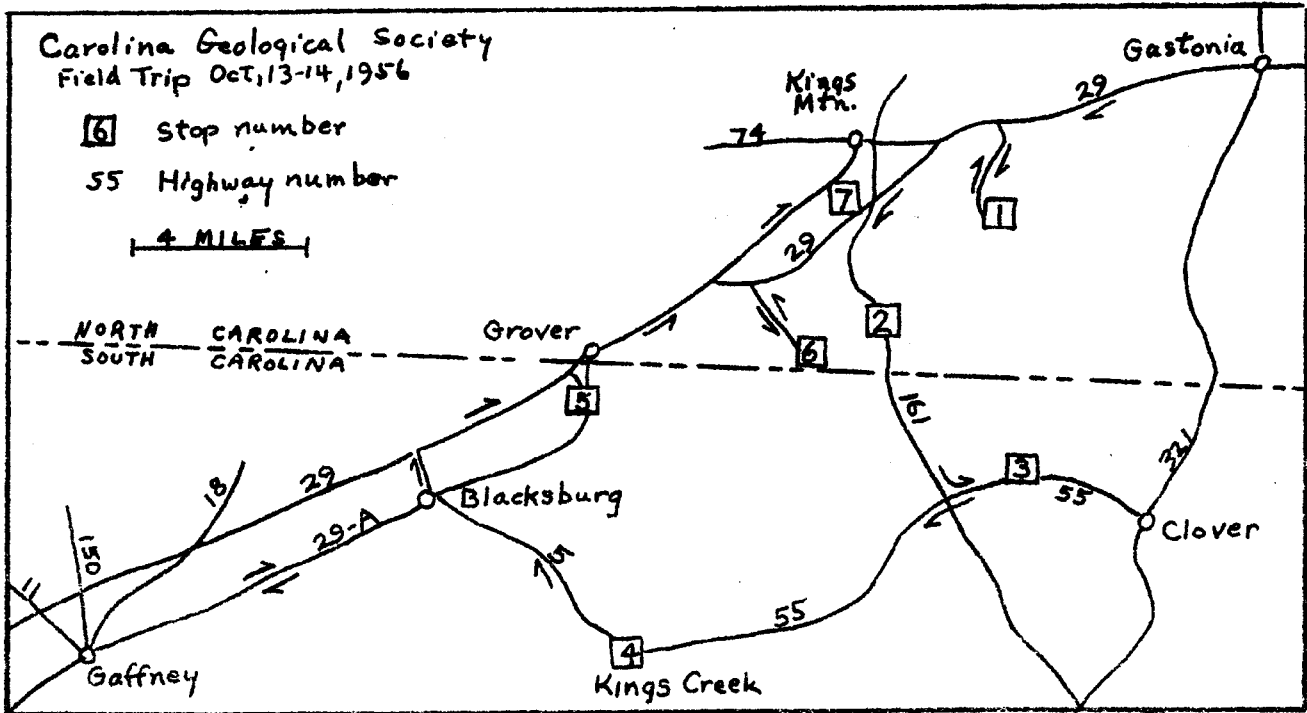 Carolina Geological Society
Field Trip Oct, 13-14, 1956
6 Stop number
55 Highway number
4 MILES
Gastonia
Kings
Mtn.
29
74
7
1
29
2
Grover
6
NORTH CAROLINA
SOUTH CAROLINA
5
161
321
3
55
29
18
Blacksburg
Clover
29-A
150
5
11
55
4
Gaffney
Kings Creek